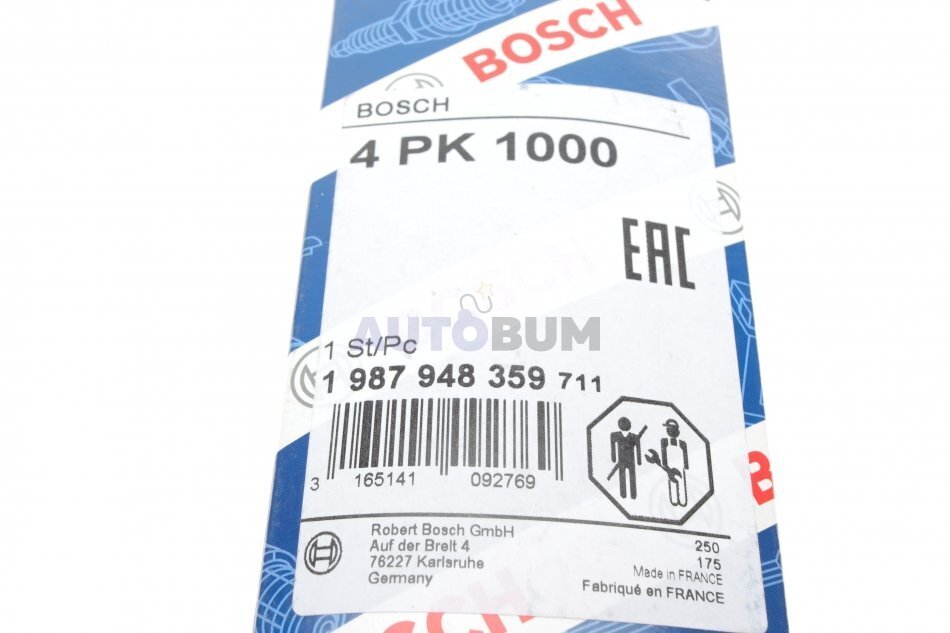 BOSCH
BOSCH
4 PK 1000
EAC
AUTOBUM
1 St/Pc
1 987 948 359 711
3 165141 092769
Robert Bosch GmbH
Auf der Breit 4
76227 Karlsruhe
Germany
250
175
Made in FRANCE
Fabriqué en FRANCE
B
BOSCH